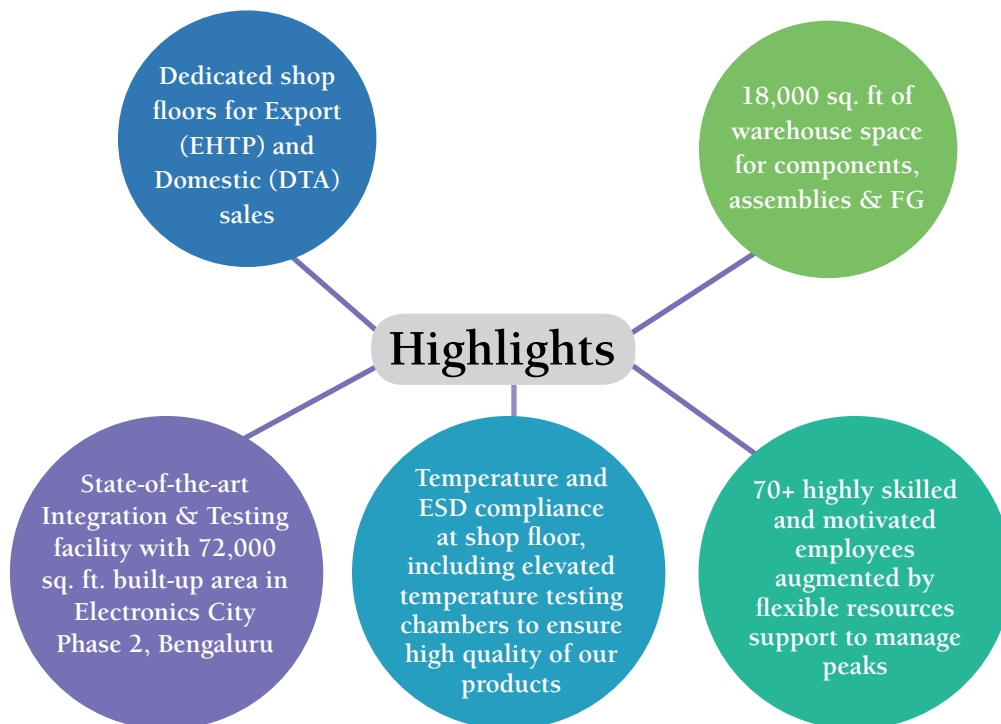 Dedicated shop
floors for Export
(EHTP) and
Domestic (DTA)
sales
18,000 sq. ft of
warehouse space
for components,
assemblies & FG
Highlights
State-of-the-art
Integration & Testing
facility with 72,000
sq. ft. built-up area in
Electronics City
Phase 2, Bengaluru
Temperature and
ESD compliance
at shop floor,
including elevated
temperature testing
chambers to ensure
high quality of our
products
70+ highly skilled
and motivated
employees
augmented by
flexible resources
support to manage
peaks